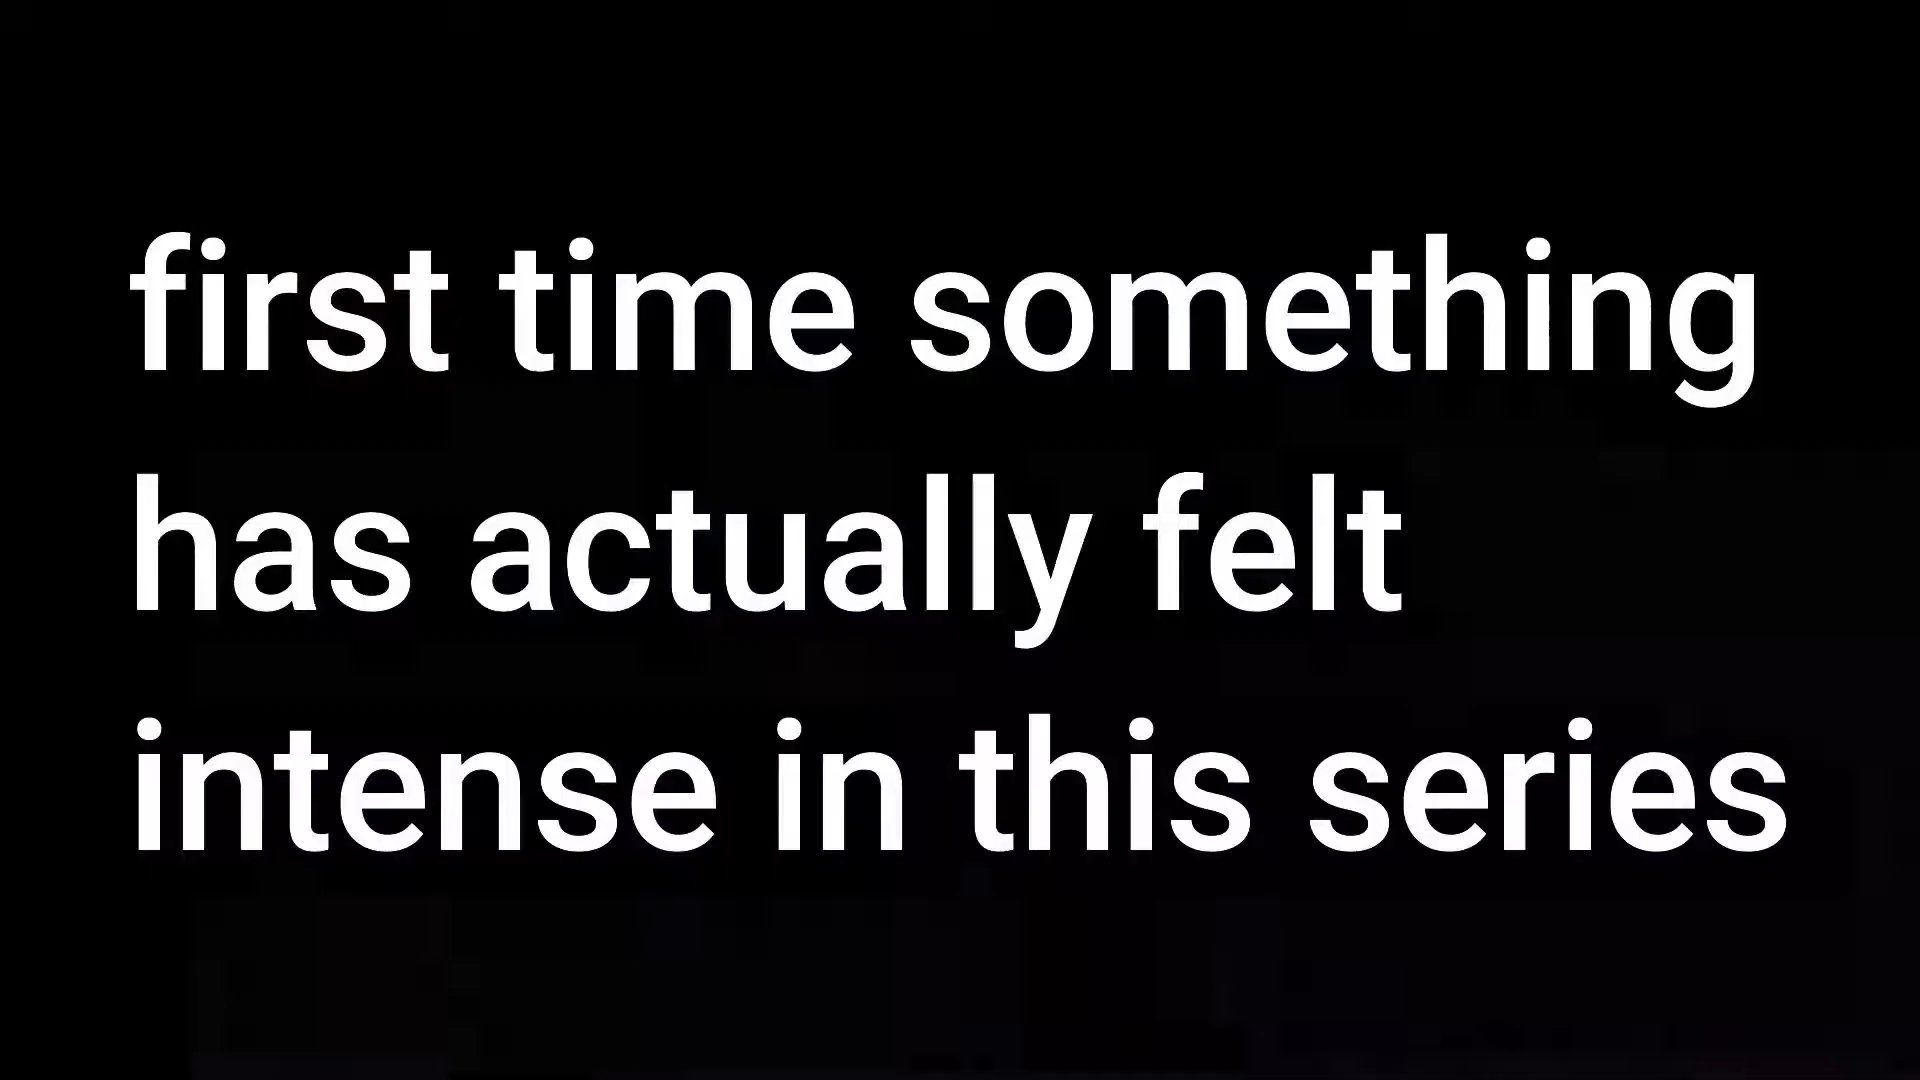 first time something
has actually felt
intense in this series